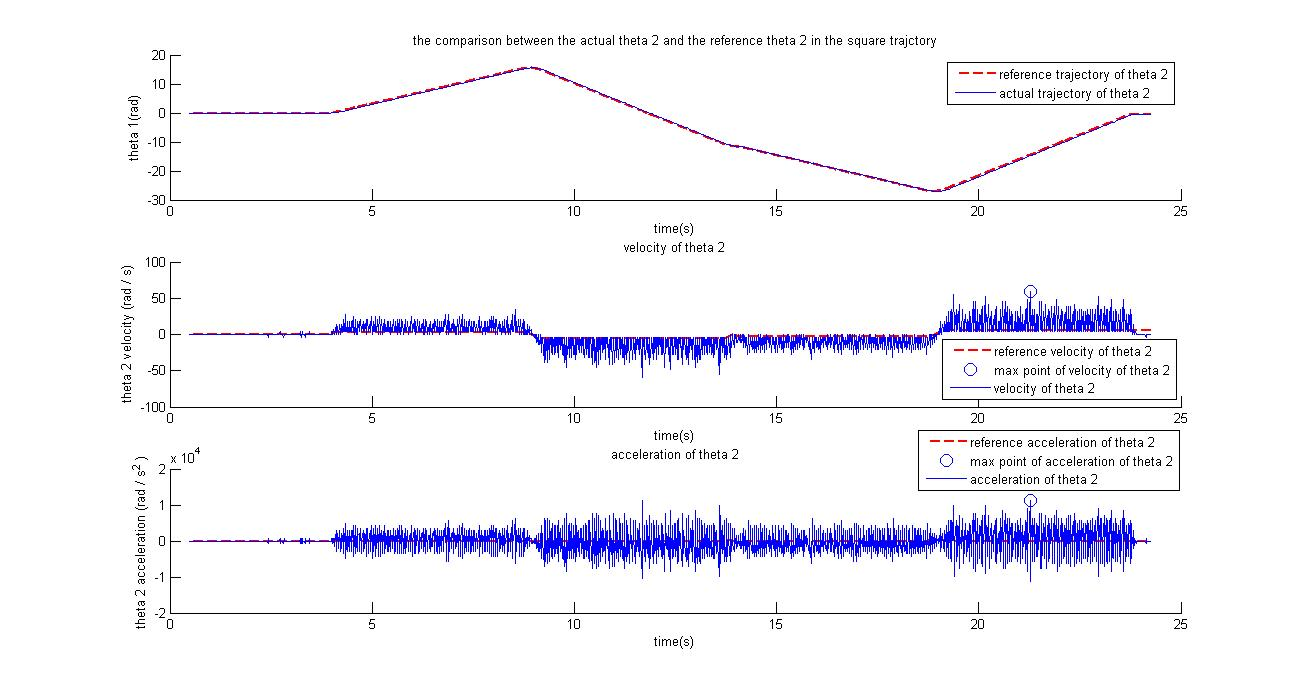 the comparison between the actual theta 2 and the reference theta 2 in the square trajctory
20
10
0
-10
-20
-30
theta 1(rad)
reference trajectory of theta 2
actual trajectory of theta 2
0 5 10 15 20 25
time(s)
velocity of theta 2
100
50
0
-50
-100
theta 2 velocity (rad / s)
reference velocity of theta 2
max point of velocity of theta 2
velocity of theta 2
0 5 10 15 20 25
time(s)
acceleration of theta 2
x 10^4
2
1
0
-1
-2
theta 2 acceleration (rad / s^2 )
reference acceleration of theta 2
max point of acceleration of theta 2
acceleration of theta 2
0 5 10 15 20 25
time(s)